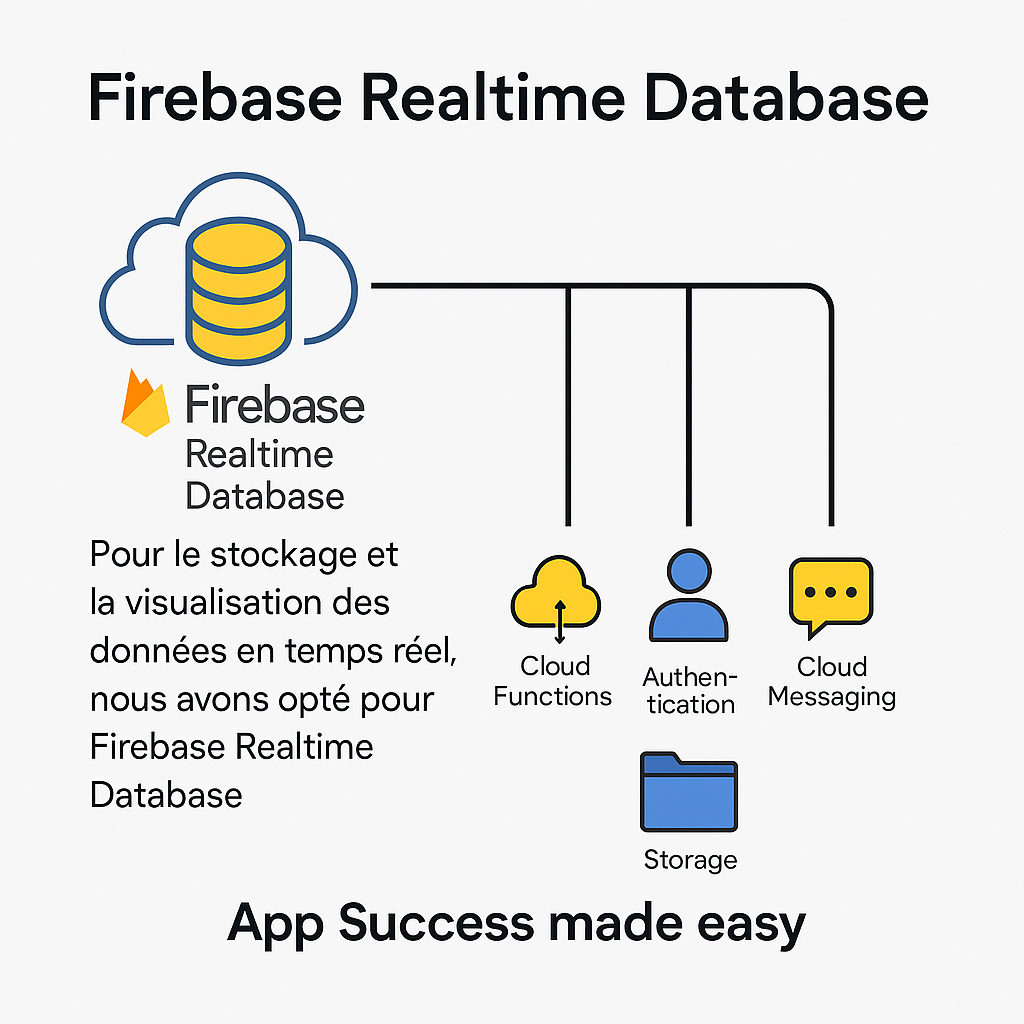 Firebase Realtime Database
Firebase
Realtime
Database
Pour le stockage et
la visualisation des
données en temps réel,
nous avons opté pour
Firebase Realtime
Database
Cloud
Functions
Authen-
tication
Cloud
Messaging
Storage
App Success made easy